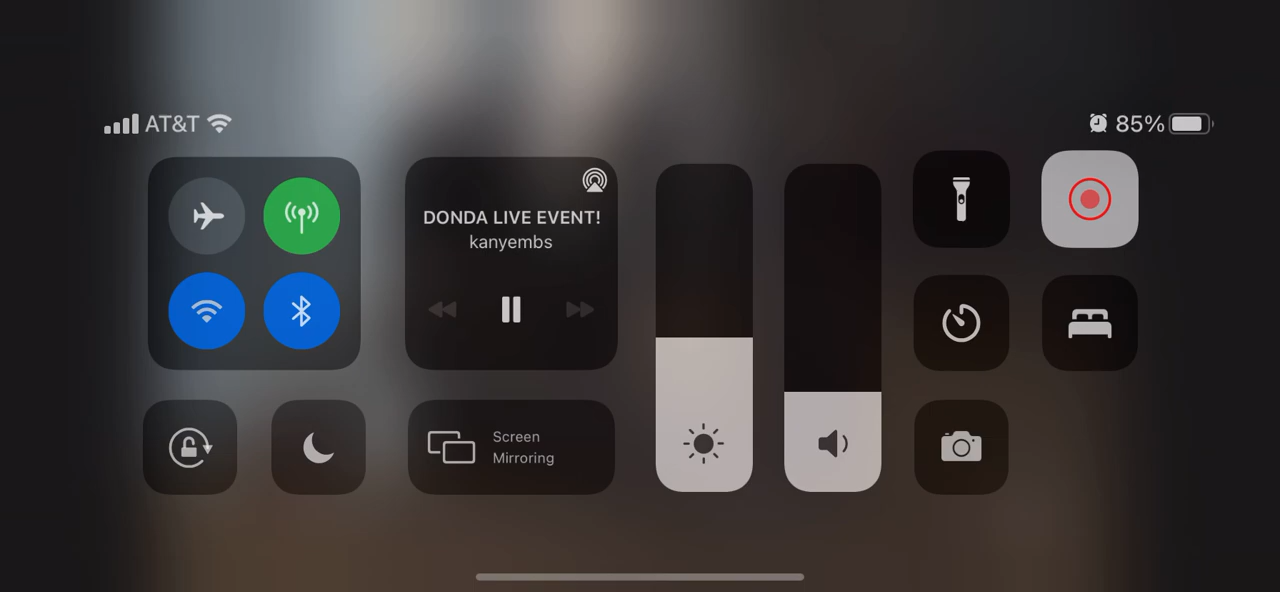 AT&T
85%
DONDA LIVE EVENT!
kanyembs
Screen
Mirroring